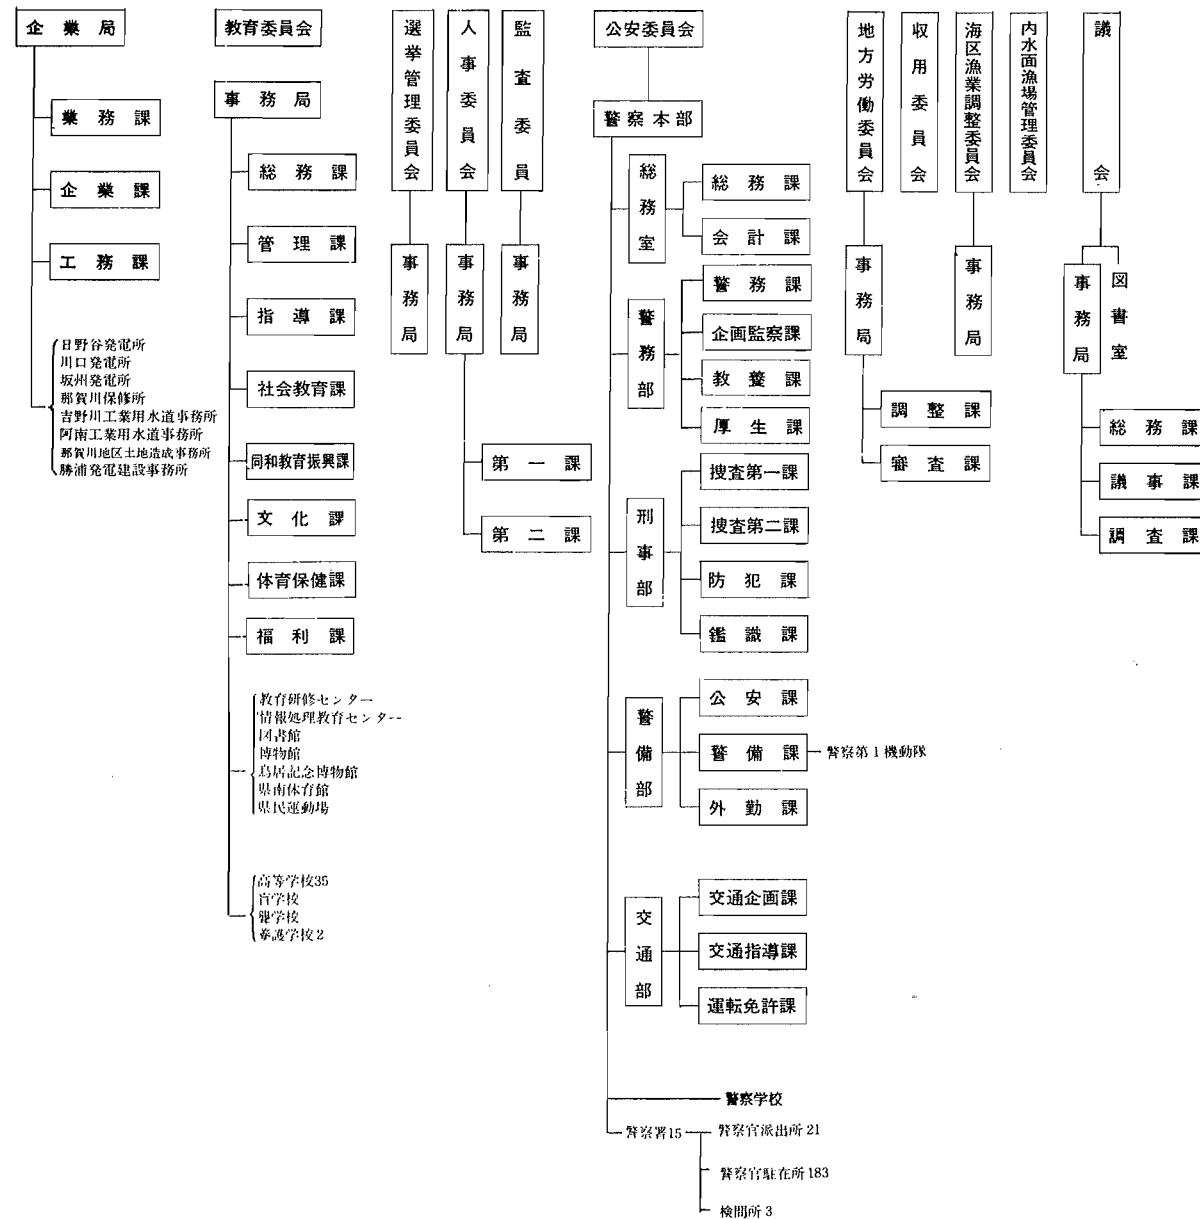 企業局
業務課
企業課
工務課
日野谷発電所
川口発電所
坂州発電所
那賀川保修所
吉野川工業用水道事務所
阿南工業用水道事務所
那賀川地区土地造成事務所
勝浦発電建設事務所
教育委員会
事務局
総務課
管理課
指導課
社会教育課
同和教育振興課
文化課
体育保健課
福利課
教育研修センター
情報処理教育センター
図書館
博物館
鳥居記念博物館
県南体育館
県民運動場
高等学校35
盲学校
聾学校
養護学校2
選挙管理委員会
事務局
人事委員会
事務局
第一課
第二課
監査委員
事務局
公安委員会
警察本部
総務室
総務課
会計課
警務部
警務課
企画監察課
教養課
厚生課
刑事部
捜査第一課
捜査第二課
防犯課
鑑識課
警備部
公安課
警備課
警察第1機動隊
外勤課
交通部
交通企画課
交通指導課
運転免許課
警察学校
警察署15
警察官派出所21
警察官駐在所183
検問所3
地方労働委員会
事務局
調整課
審査課
収用委員会
海区漁業調整委員会
事務局
内水面漁場管理委員会
議会
事務局
図書室
総務課
議事課
調査課